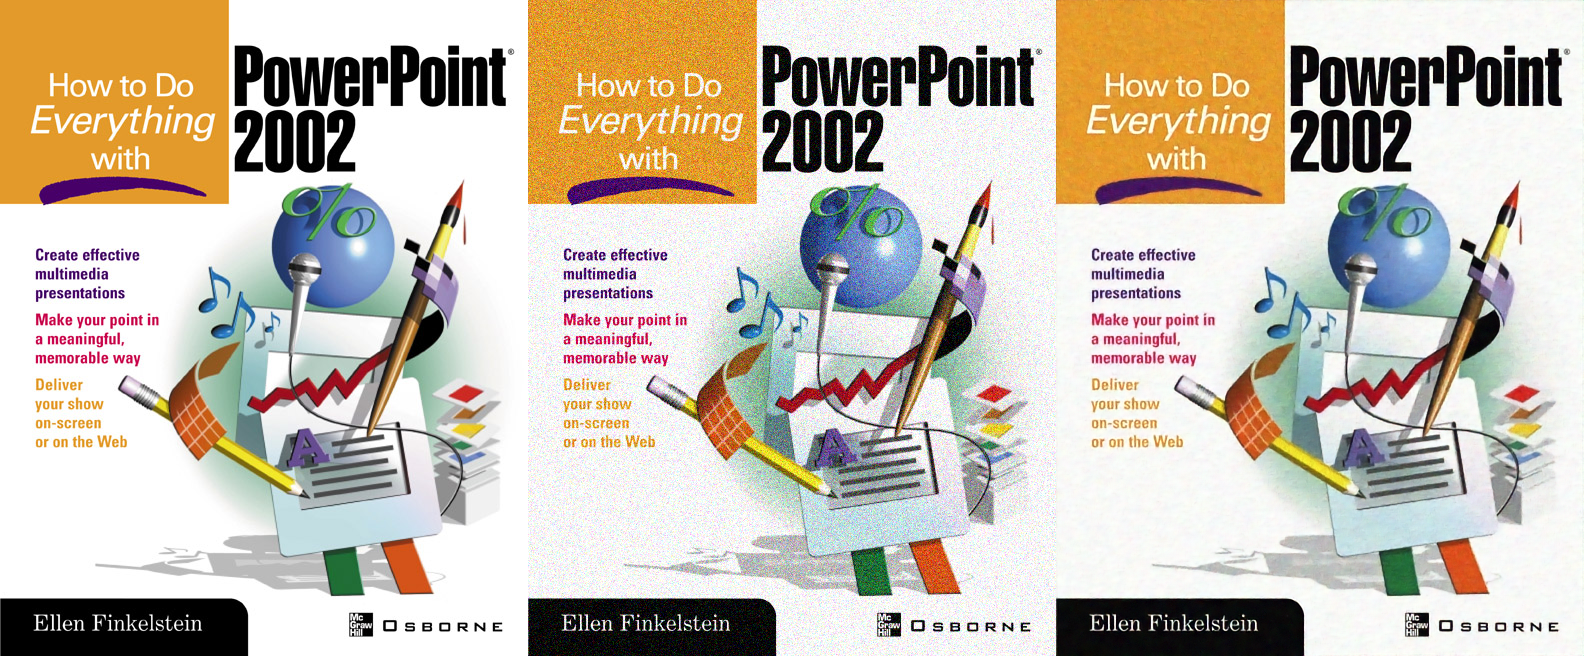 How to Do
Everything
with
PowerPoint®
2002
%
Create effective
multimedia
presentations
Make your point in
a meaningful,
memorable way
Deliver
your show
on-screen
or on the Web
A
Ellen Finkelstein
Mc
Graw
Hill
OSBORNE
How to Do
Everything
with
PowerPoint®
2002
%
Create effective
multimedia
presentations
Make your point in
a meaningful,
memorable way
Deliver
your show
on-screen
or on the Web
A
Ellen Finkelstein
Mc
Graw
Hill
OSBORNE
How to Do
Everything
with
PowerPoint®
2002
%
Create effective
multimedia
presentations
Make your point in
a meaningful,
memorable way
Deliver
your show
on-screen
or on the Web
A
Ellen Finkelstein
Mc
Graw
Hill
OSBORNE